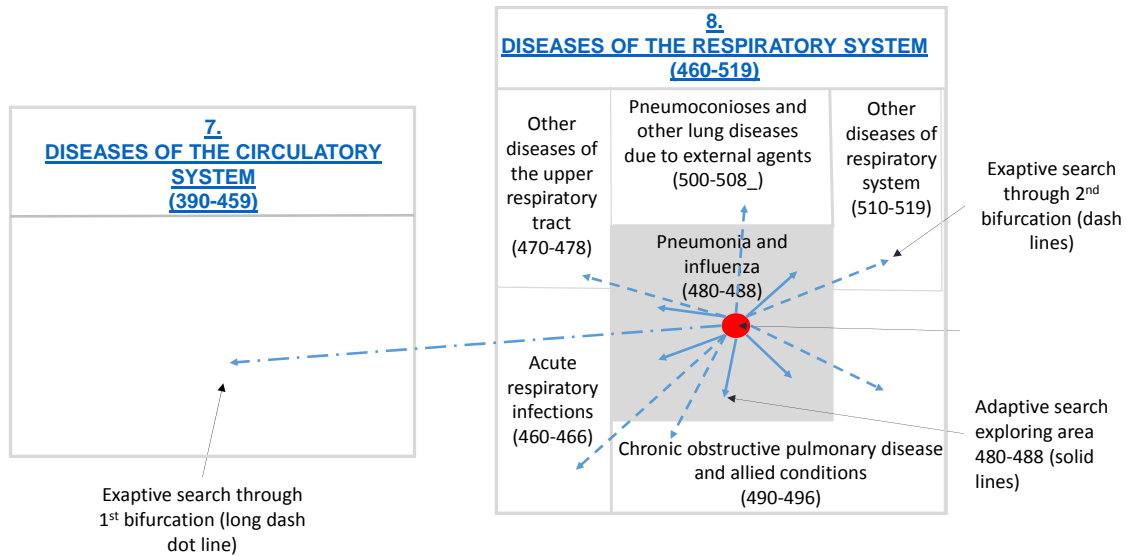 7.
DISEASES OF THE CIRCULATORY
SYSTEM
(390-459)
Exaptive search through
1st bifurcation (long dash
dot line)
8.
DISEASES OF THE RESPIRATORY SYSTEM
(460-519)
Other
diseases of
the upper
respiratory
tract
(470-478)
Pneumoconioses and
other lung diseases
due to external agents
(500-508_)
Other
diseases of
respiratory
system
(510-519)
Pneumonia and
influenza
(480-488)
Acute
respiratory
infections
(460-466)
Chronic obstructive pulmonary disease
and allied conditions
(490-496)
Exaptive search
through 2nd
bifurcation (dash
lines)
Adaptive search
exploring area
480-488 (solid
lines)